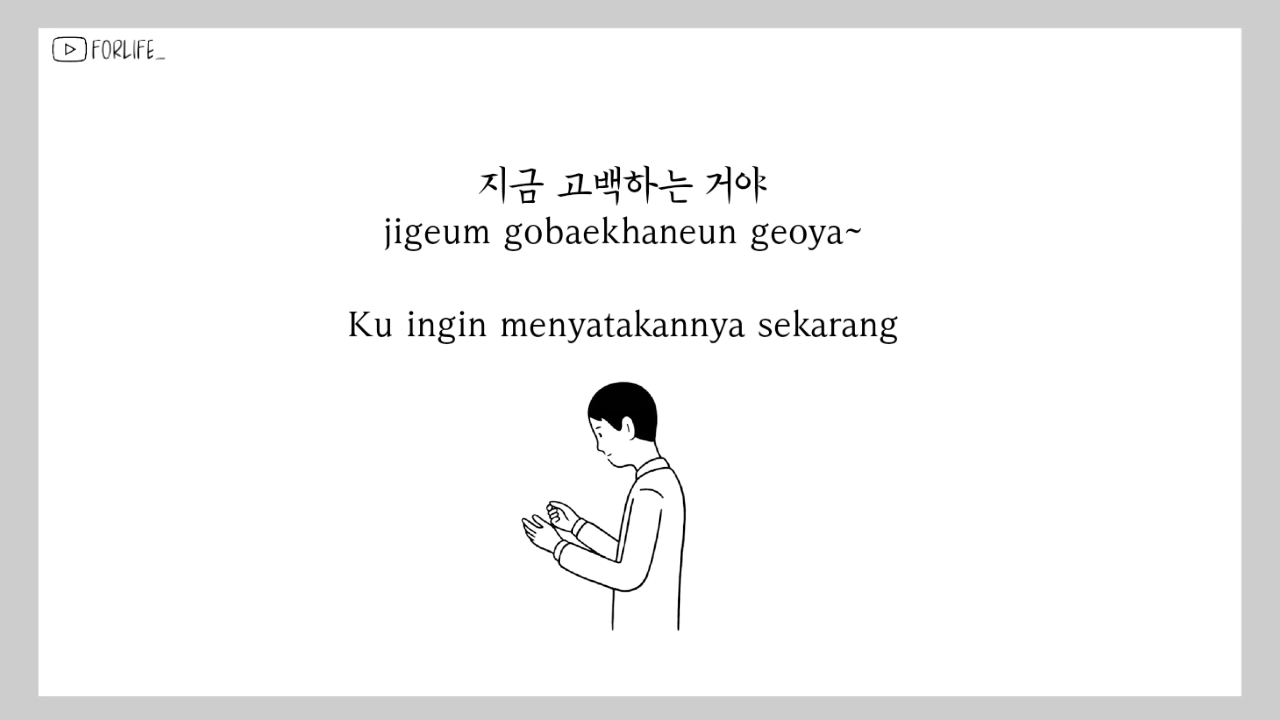 FORLIFE_
지금 고백하는 거야
jigeum gobaekhaneun geoya~
Ku ingin menyatakannya sekarang